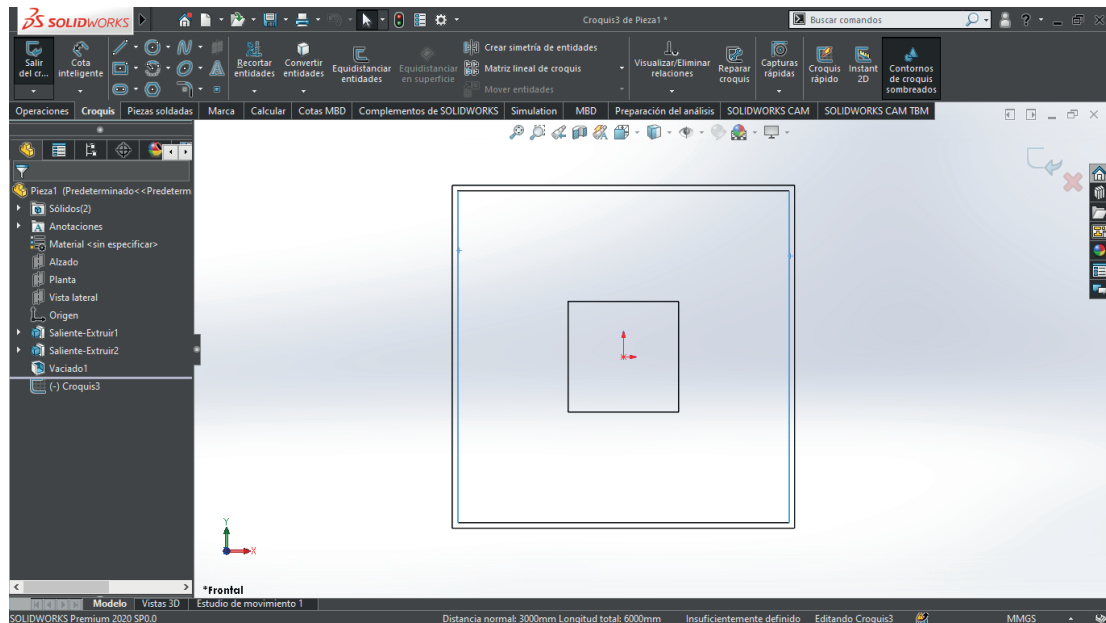 SOLIDWORKS
Croquis3 de Pieza1 *
Buscar comandos
Salir del cr...
Cota inteligente
Recortar entidades
Convertir entidades
Equidistanciar entidades
Equidistanciar en superficie
Crear simetría de entidades
Matriz lineal de croquis
Mover entidades
Visualizar/Eliminar relaciones
Reparar croquis
Capturas rápidas
Croquis rápido
Instant 2D
Contornos de croquis sombreados
Operaciones Croquis Piezas soldadas Marca Calcular Cotas MBD Complementos de SOLIDWORKS Simulation MBD Preparación del análisis SOLIDWORKS CAM SOLIDWORKS CAM TBM
Pieza1 (Predeterminado<<Predeterm
Sólidos(2)
Anotaciones
Material <sin especificar>
Alzado
Planta
Vista lateral
Origen
Saliente-Extruir1
Saliente-Extruir2
Vaciado1
(-) Croquis3
Y
X
*Frontal
Modelo Vistas 3D Estudio de movimiento 1
SOLIDWORKS Premium 2020 SP0.0 Distancia normal: 3000mm Longitud total: 6000mm Insuficientemente definido Editando Croquis3 MMGS